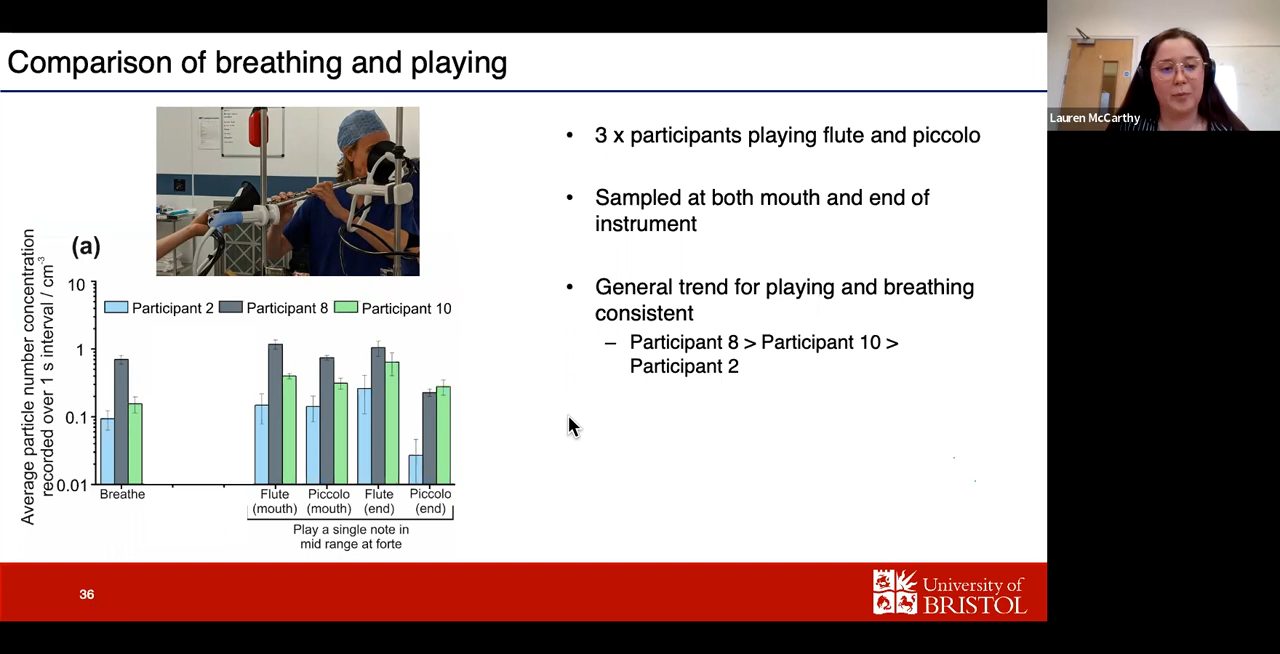 Comparison of breathing and playing
Lauren McCarthy
• 3 x participants playing flute and piccolo
• Sampled at both mouth and end of
instrument
• General trend for playing and breathing
consistent
– Participant 8 > Participant 10 >
Participant 2
(a)
Average particle number concentration
recorded over 1 s interval / cm-3
Participant 2 Participant 8 Participant 10
10
1
0.1
0.01
Breathe Flute Piccolo Flute Piccolo
(mouth) (mouth) (end) (end)
Play a single note in
mid range at forte
36
University of
BRISTOL